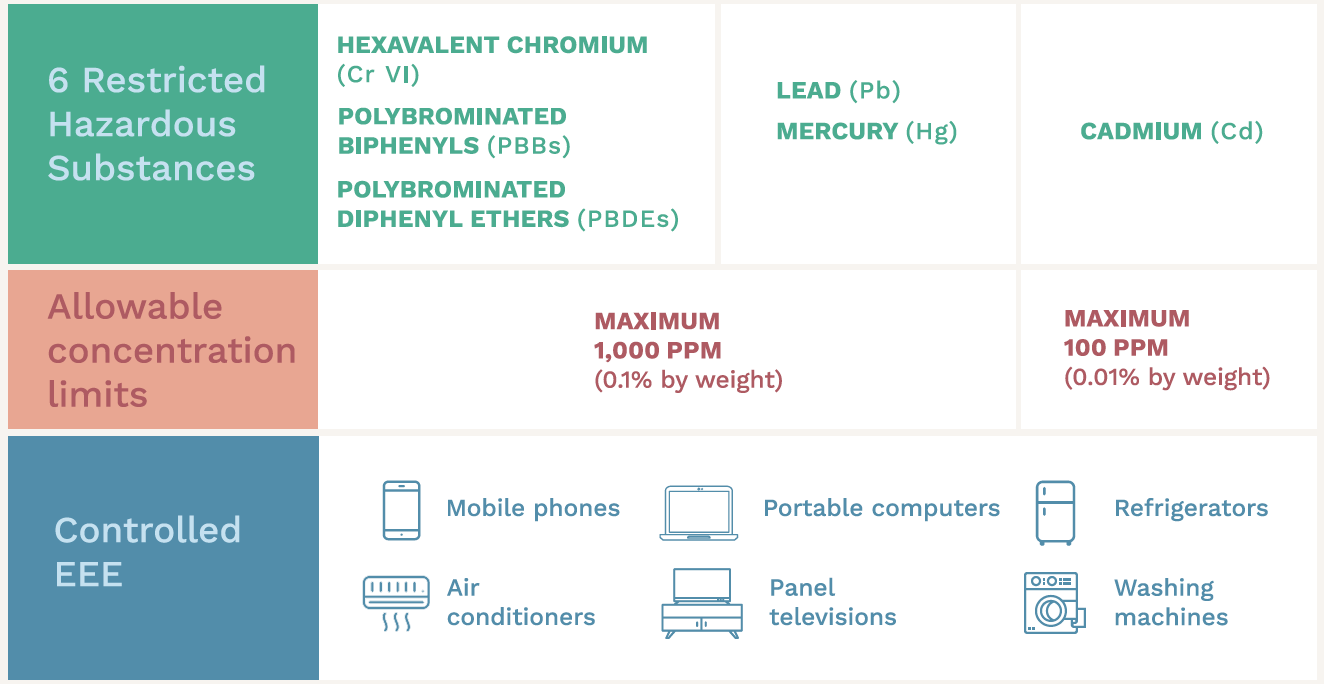 6 Restricted
Hazardous
Substances
HEXAVALENT CHROMIUM
(Cr VI)
POLYBROMINATED
BIPHENYLS (PBBs)
POLYBROMINATED
DIPHENYL ETHERS (PBDEs)
LEAD (Pb)
MERCURY (Hg)
CADMIUM (Cd)
Allowable
concentration
limits
MAXIMUM
1,000 PPM
(0.1% by weight)
MAXIMUM
100 PPM
(0.01% by weight)
Controlled
EEE
Mobile phones
Portable computers
Refrigerators
Air
conditioners
Panel
televisions
Washing
machines